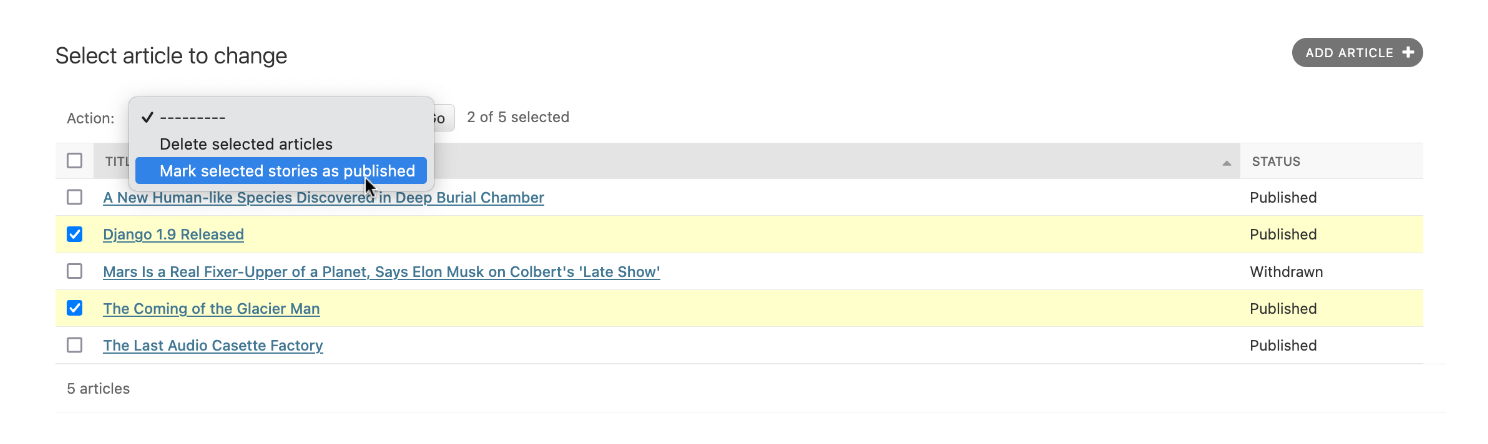 Select article to change
ADD ARTICLE +
Action:
✓ ---------
2 of 5 selected
Delete selected articles
Mark selected stories as published
STATUS
A New Human-like Species Discovered in Deep Burial Chamber Published
Django 1.9 Released Published
Mars Is a Real Fixer-Upper of a Planet, Says Elon Musk on Colbert's 'Late Show' Withdrawn
The Coming of the Glacier Man Published
The Last Audio Casette Factory Published
5 articles